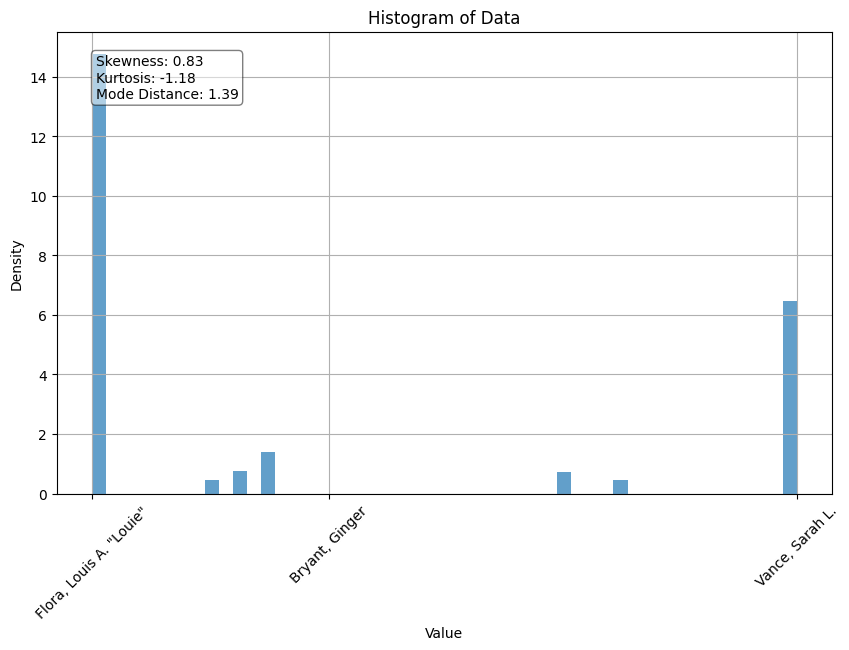 Histogram of Data
Skewness: 0.83
Kurtosis: -1.18
Mode Distance: 1.39
14
12
10
8
6
4
2
0
Density
Flora, Louis A. "Louie"
Bryant, Ginger
Vance, Sarah L.
Value